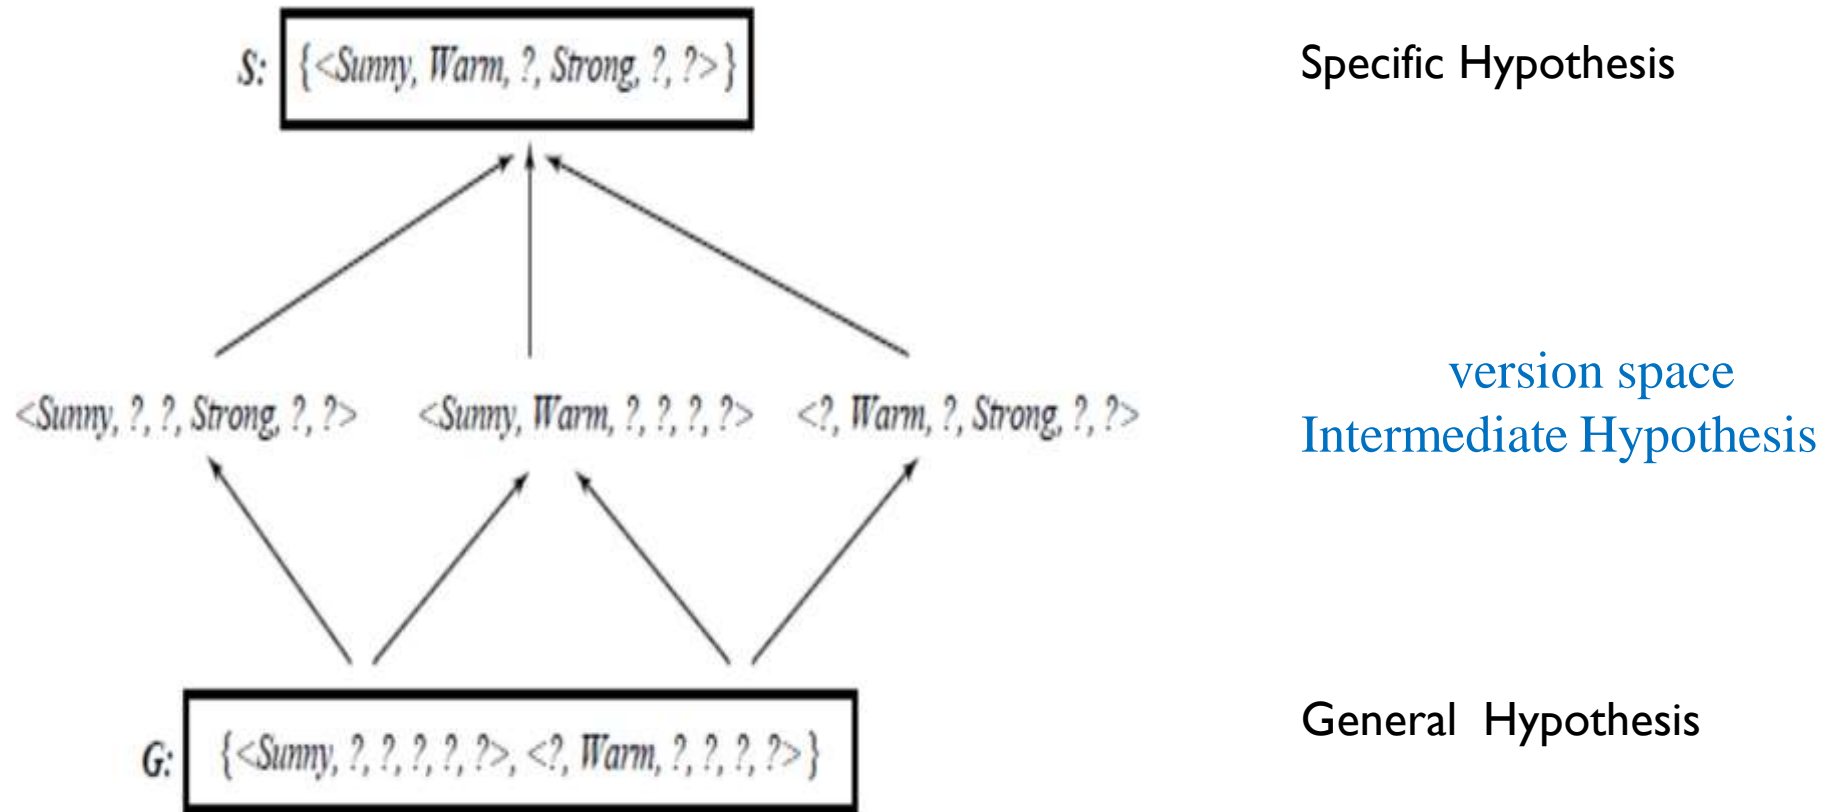 S: {<Sunny, Warm, ?, Strong, ?, ?>}
Specific Hypothesis
<Sunny, ?, ?, Strong, ?, ?> <Sunny, Warm, ?, ?, ?, ?> <?, Warm, ?, Strong, ?, ?>
version space
Intermediate Hypothesis
G: {<Sunny, ?, ?, ?, ?, ?>, <?, Warm, ?, ?, ?, ?>}
General Hypothesis